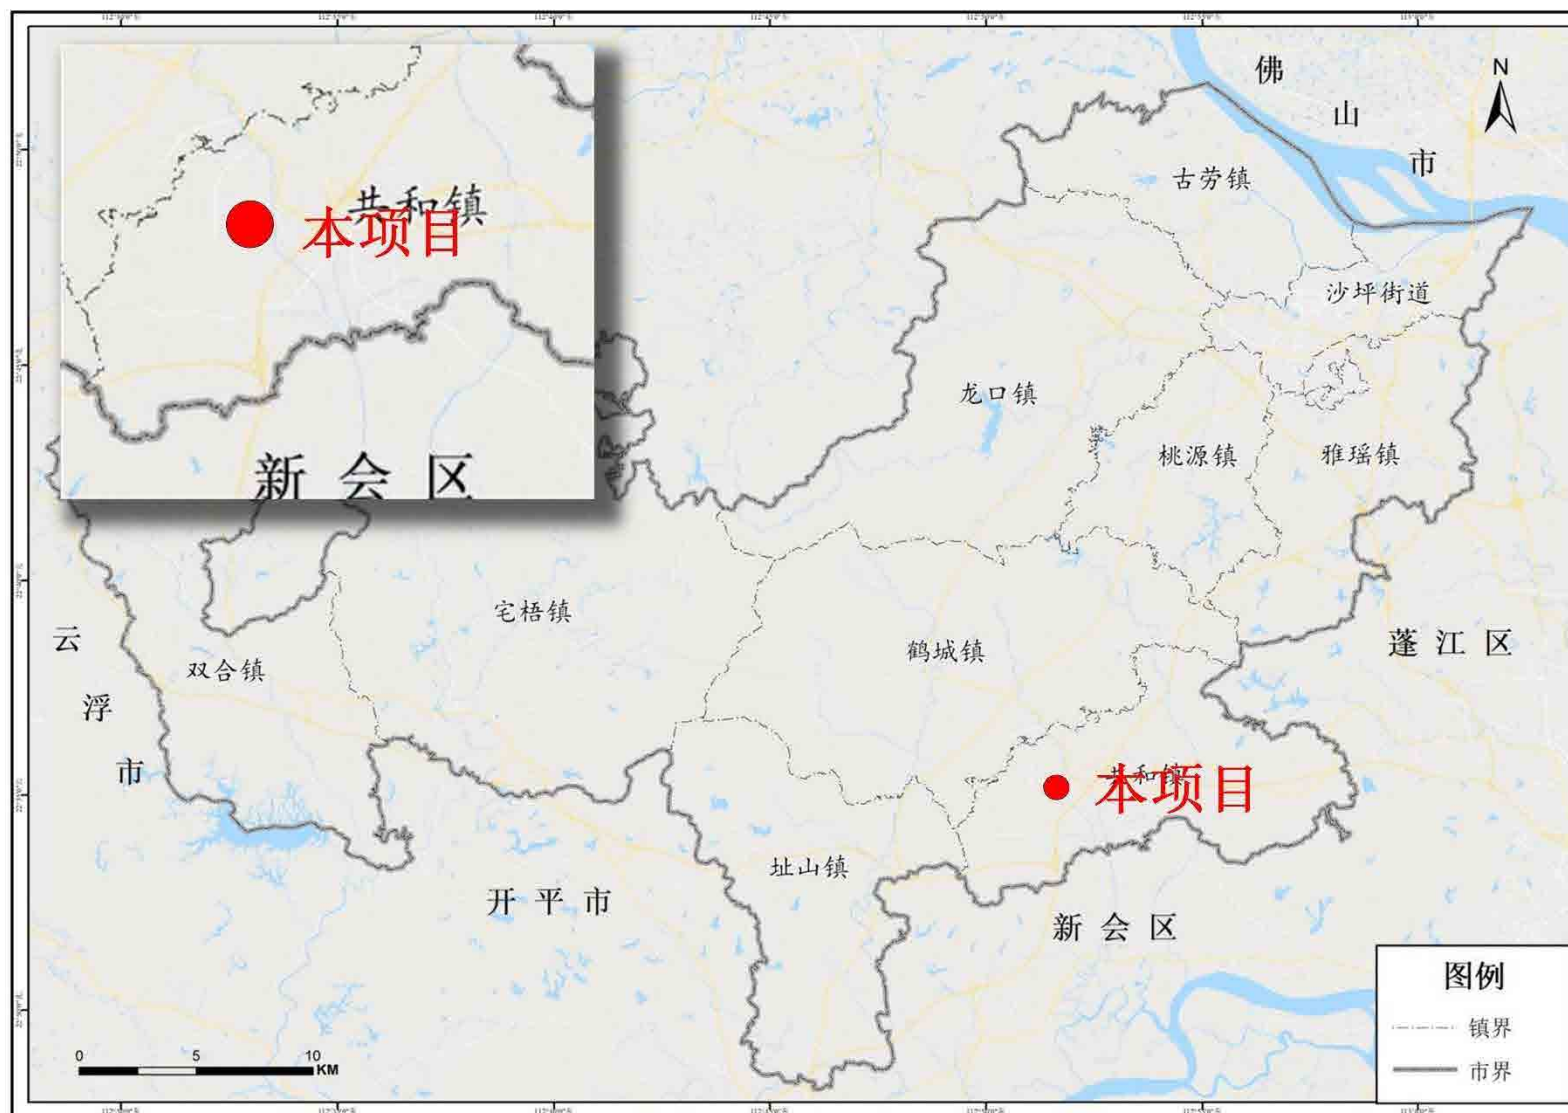 佛山市
N
共和镇
本项目
新会区
古劳镇
沙坪街道
龙口镇
桃源镇
雅瑶镇
宅梧镇
鹤城镇
蓬江区
云浮市
双合镇
共和镇
本项目
址山镇
开平市
新会区
图例
镇界
市界
0 5 10
KM